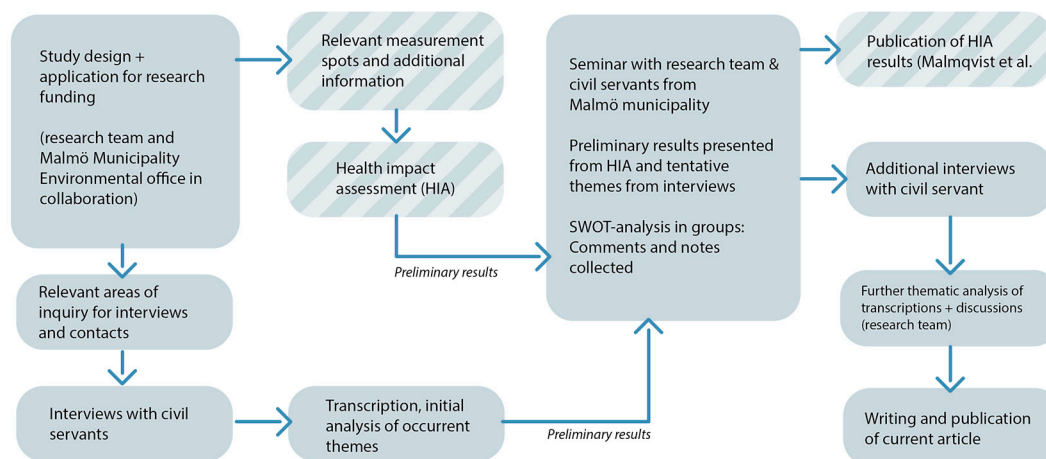 Study design +
application for research
funding
(research team and
Malmö Municipality
Environmental office in
collaboration)
Relevant measurement
spots and additional
information
Health impact
assessment (HIA)
Preliminary results
Relevant areas of
inquiry for interviews
and contacts
Interviews with civil
servants
Transcription, initial
analysis of occurrent
themes
Preliminary results
Seminar with research team &
civil servants from
Malmö municipality
Preliminary results presented
from HIA and tentative
themes from interviews
SWOT-analysis in groups:
Comments and notes
collected
Publication of HIA
results (Malmqvist et al.
Additional interviews
with civil servant
Further thematic analysis of
transcriptions + discussions
(research team)
Writing and publication
of current article